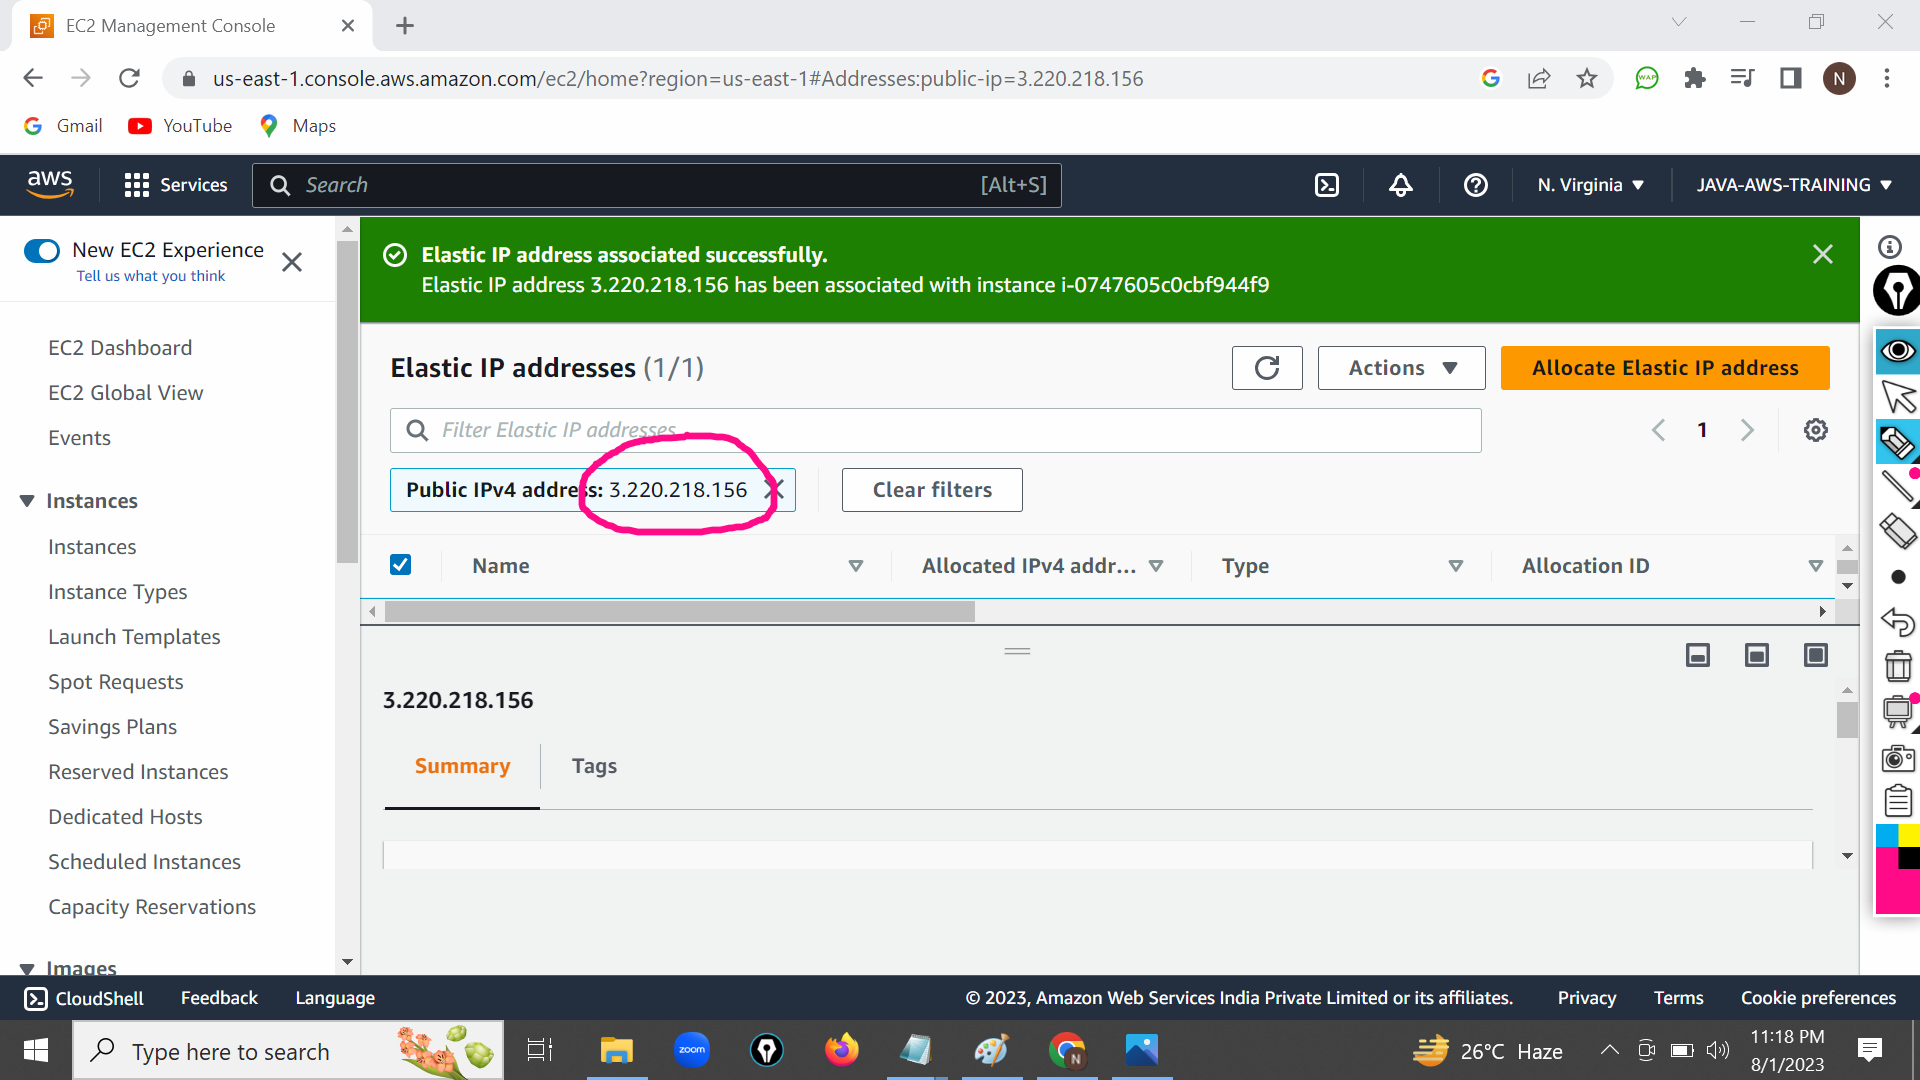 EC2 Management Console
us-east-1.console.aws.amazon.com/ec2/home?region=us-east-1#Addresses:public-ip=3.220.218.156
WAP
N
Gmail
YouTube
Maps
aws
Services
Search
[Alt+S]
N. Virginia
JAVA-AWS-TRAINING
New EC2 Experience
Tell us what you think
EC2 Dashboard
EC2 Global View
Events
Instances
Instances
Instance Types
Launch Templates
Spot Requests
Savings Plans
Reserved Instances
Dedicated Hosts
Scheduled Instances
Capacity Reservations
Images
Elastic IP address associated successfully.
Elastic IP address 3.220.218.156 has been associated with instance i-0747605c0cbf944f9
Elastic IP addresses (1/1)
Actions
Allocate Elastic IP address
Filter Elastic IP addresses
1
Public IPv4 address: 3.220.218.156
Clear filters
Name
Allocated IPv4 addr...
Type
Allocation ID
3.220.218.156
Summary
Tags
CloudShell
Feedback
Language
© 2023, Amazon Web Services India Private Limited or its affiliates.
Privacy
Terms
Cookie preferences
Type here to search
zoom
N
26°C Haze
11:18 PM
8/1/2023